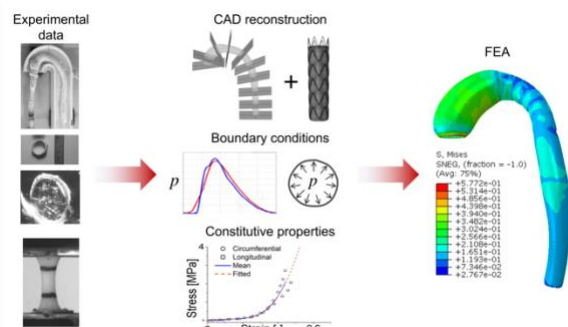 Experimental
data
CAD reconstruction
+
Boundary conditions
p
p
Constitutive properties
4
Stress [MPa]
Circumferential
Longitudinal
Mean
Fitted
FEA
S, Mises
SNEG, (fraction = -1.0)
(Avg: 75%)
+5.772e-01
+5.314e-01
+4.856e-01
+4.398e-01
+3.940e-01
+3.482e-01
+3.024e-01
+2.566e-01
+2.108e-01
+1.651e-01
+1.193e-01
+7.346e-02
+2.767e-02